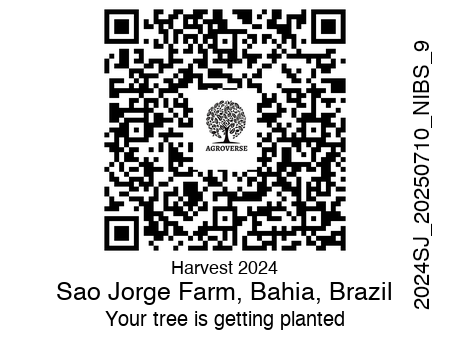 AGROVERSE
Harvest 2024
Sao Jorge Farm, Bahia, Brazil
Your tree is getting planted
2024SJ_20250710_NIBS_9